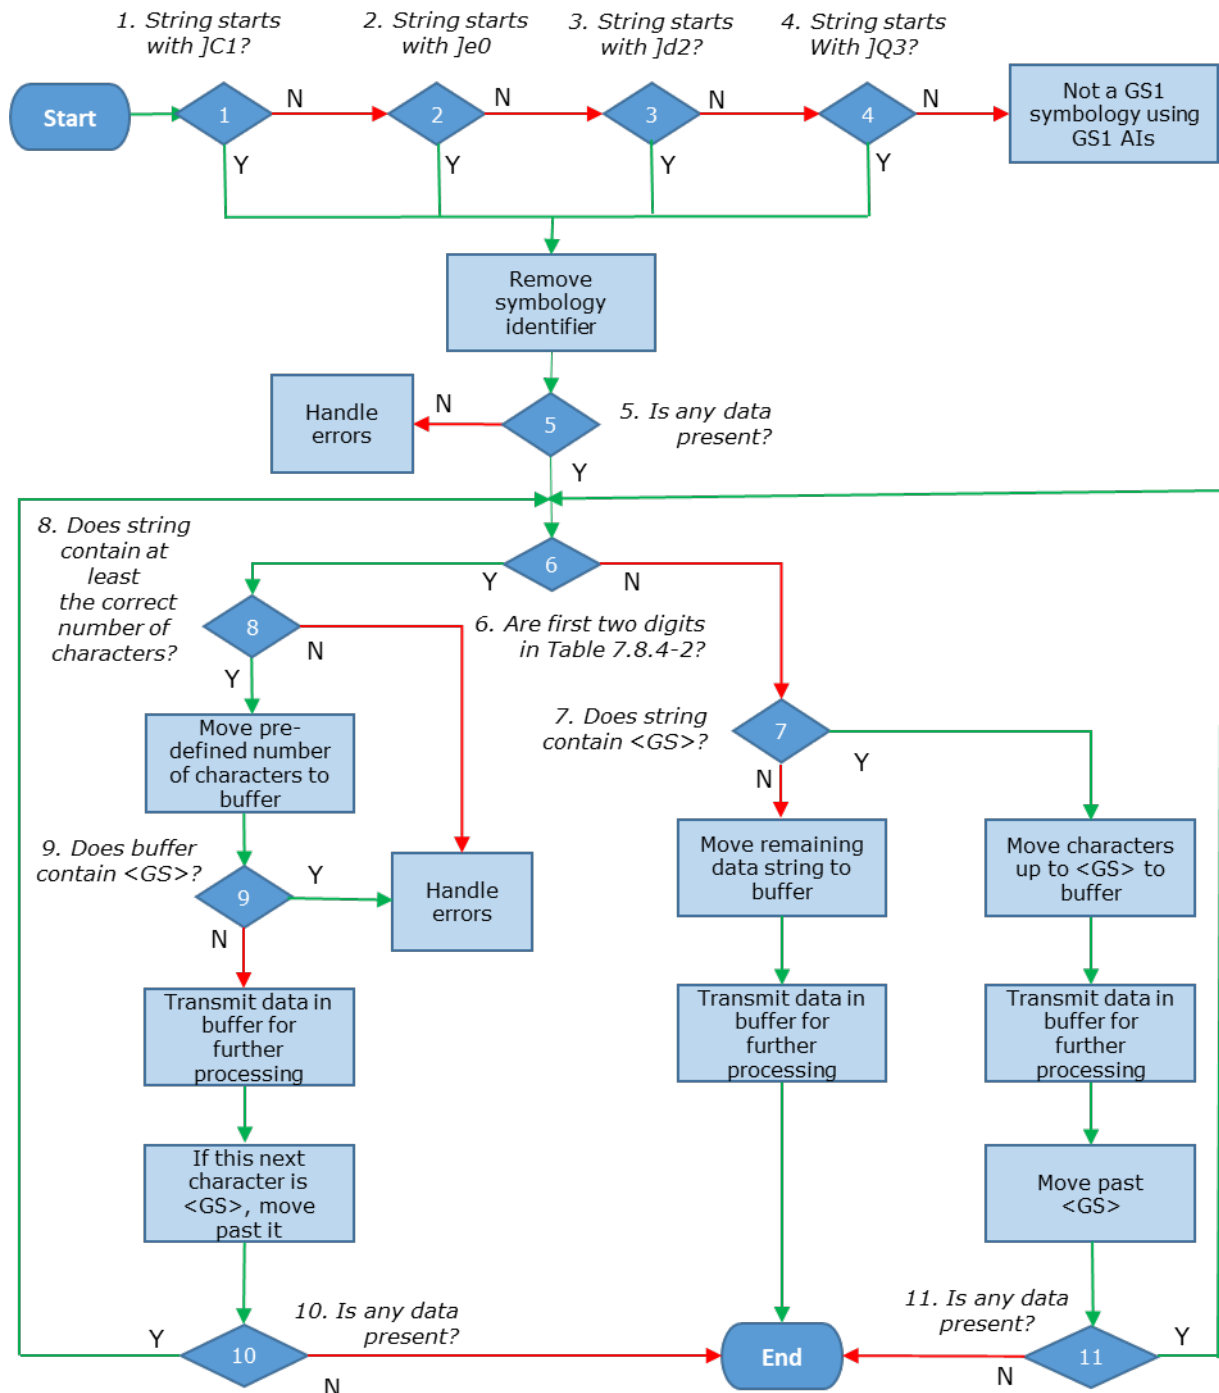 1. String starts
with ]C1?
2. String starts
with ]e0
3. String starts
with ]d2?
4. String starts
With ]Q3?
Start
1
N
2
N
3
N
4
N
Not a GS1
symbology using
GS1 AIs
Y
Y
Y
Y
Remove
symbology
identifier
Handle
errors
N
5
5. Is any data
present?
Y
8. Does string
contain at
least
the correct
number of
characters?
6
Y
N
8
N
6. Are first two digits
in Table 7.8.4-2?
Y
7. Does string
contain <GS>?
7
N
Y
Move pre-
defined number
of characters to
buffer
9. Does buffer
contain <GS>?
9
Y
N
Handle
errors
Move remaining
data string to
buffer
Move characters
up to <GS> to
buffer
Transmit data in
buffer for
further
processing
Transmit data in
buffer for
further
processing
Transmit data in
buffer for
further
processing
If this next
character is
<GS>, move
past it
Move past
<GS>
10. Is any data
present?
Y
10
N
End
11. Is any data
present?
N
11
Y